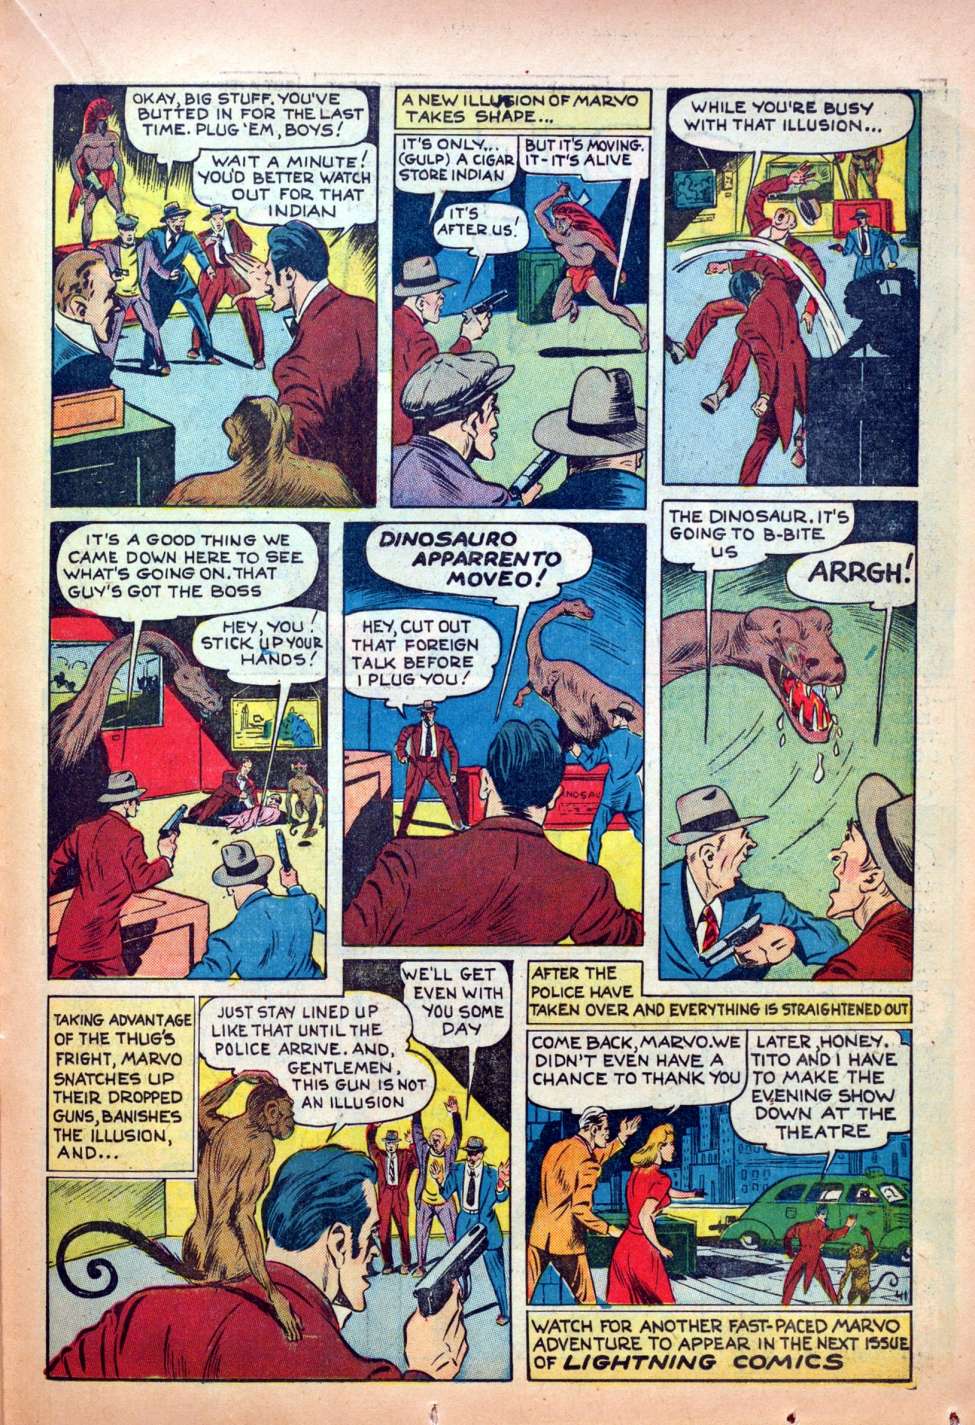 OKAY, BIG STUFF. YOU'VE
BUTTED IN FOR THE LAST
TIME. PLUG 'EM, BOYS!
WAIT A MINUTE!
YOU'D BETTER WATCH
OUT FOR THAT
INDIAN
A NEW ILLUSION OF MARVO
TAKES SHAPE...
IT'S ONLY...
(GULP) A CIGAR
STORE INDIAN
BUT IT'S MOVING.
IT-IT'S ALIVE
IT'S
AFTER US!
WHILE YOU'RE BUSY
WITH THAT ILLUSION...
IT'S A GOOD THING WE
CAME DOWN HERE TO SEE
WHAT'S GOING ON. THAT
GUY'S GOT THE BOSS
HEY, YOU!
STICK UP YOUR
HANDS!
DINOSAURO
APPARRENTO
MOVEO!
HEY, CUT OUT
THAT FOREIGN
TALK BEFORE
I PLUG YOU!
DINOSAU
THE DINOSAUR. IT'S
GOING TO B-BITE
US
ARRGH!
TAKING ADVANTAGE
OF THE THUG'S
FRIGHT, MARVO
SNATCHES UP
THEIR DROPPED
GUNS, BANISHES
THE ILLUSION,
AND...
JUST STAY LINED UP
LIKE THAT UNTIL THE
POLICE ARRIVE. AND,
GENTLEMEN,
THIS GUN IS NOT
AN ILLUSION
WE'LL GET
EVEN WITH
YOU SOME
DAY
AFTER THE
POLICE HAVE
TAKEN OVER AND EVERYTHING IS STRAIGHTENED OUT
COME BACK, MARVO. WE
DIDN'T EVEN HAVE A
CHANCE TO THANK YOU
LATER, HONEY.
TITO AND I HAVE
TO MAKE THE
EVENING SHOW
DOWN AT THE
THEATRE
41
WATCH FOR ANOTHER FAST-PACED MARVO
ADVENTURE TO APPEAR IN THE NEXT ISSUE
OF LIGHTNING COMICS